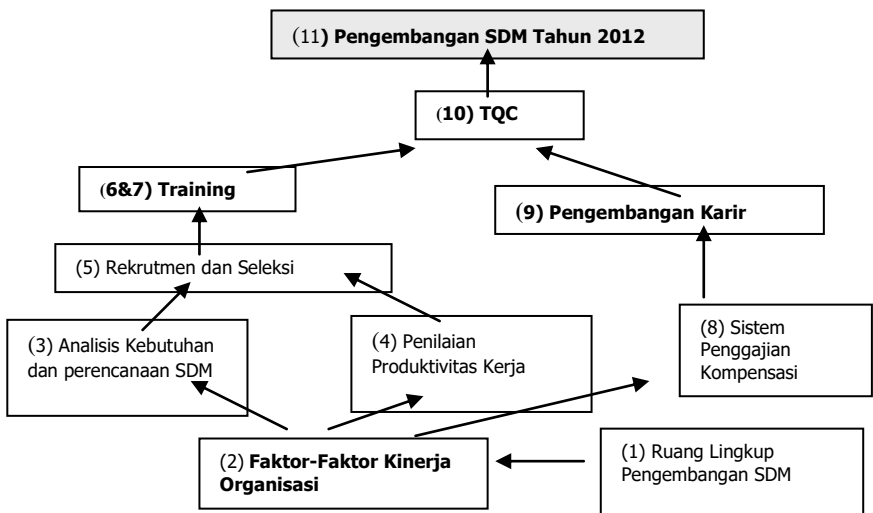 (11) Pengembangan SDM Tahun 2012
(10) TQC
(6&7) Training
(9) Pengembangan Karir
(5) Rekrutmen dan Seleksi
(3) Analisis Kebutuhan
dan perencanaan SDM
(4) Penilaian
Produktivitas Kerja
(8) Sistem
Penggajian
Kompensasi
(2) Faktor-Faktor Kinerja
Organisasi
(1) Ruang Lingkup
Pengembangan SDM